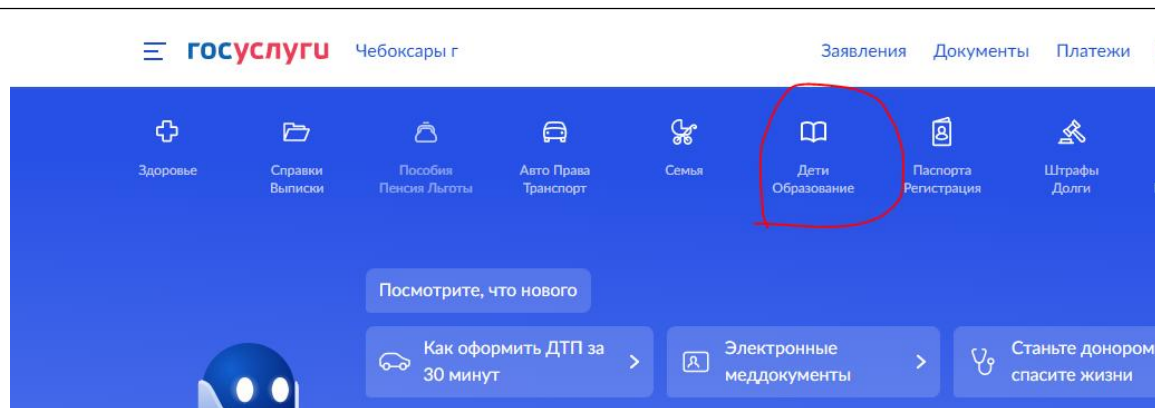 госуслуги Чебоксары г Заявления Документы Платежи
Здоровье
Справки
Выписки
Пособия
Пенсия Льготы
Авто Права
Транспорт
Семья
Дети
Образование
Паспорта
Регистрация
Штрафы
Долги
Посмотрите, что нового
Как оформить ДТП за
30 минут
Электронные
меддокументы
Станьте донором
спасите жизни